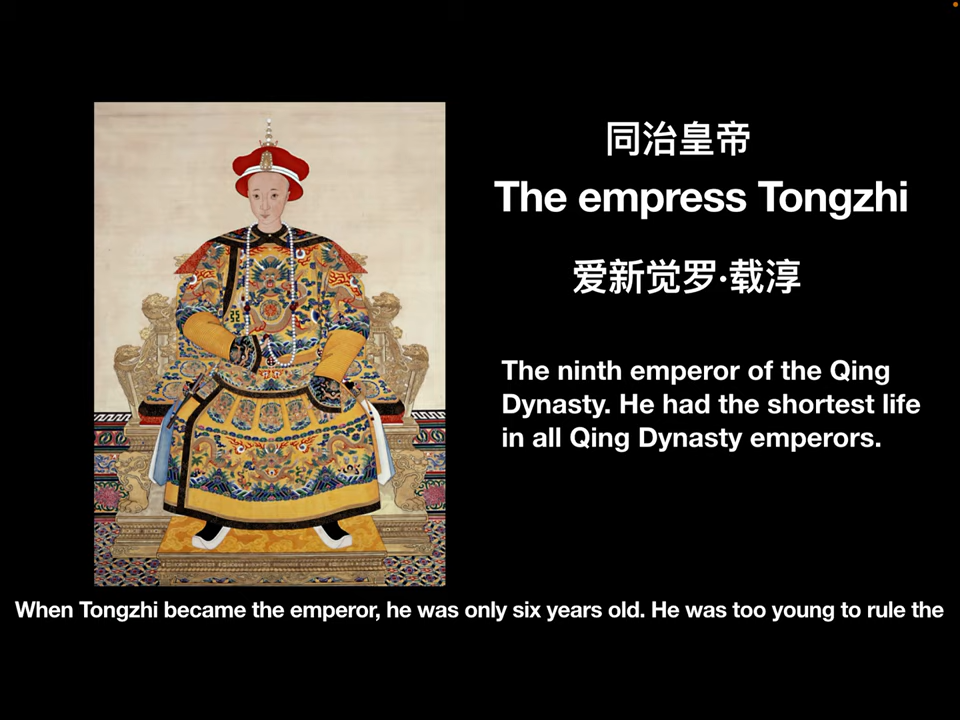 同治皇帝
The empress Tongzhi
爱新觉罗·载淳
The ninth emperor of the Qing
Dynasty. He had the shortest life
in all Qing Dynasty emperors.
When Tongzhi became the emperor, he was only six years old. He was too young to rule the